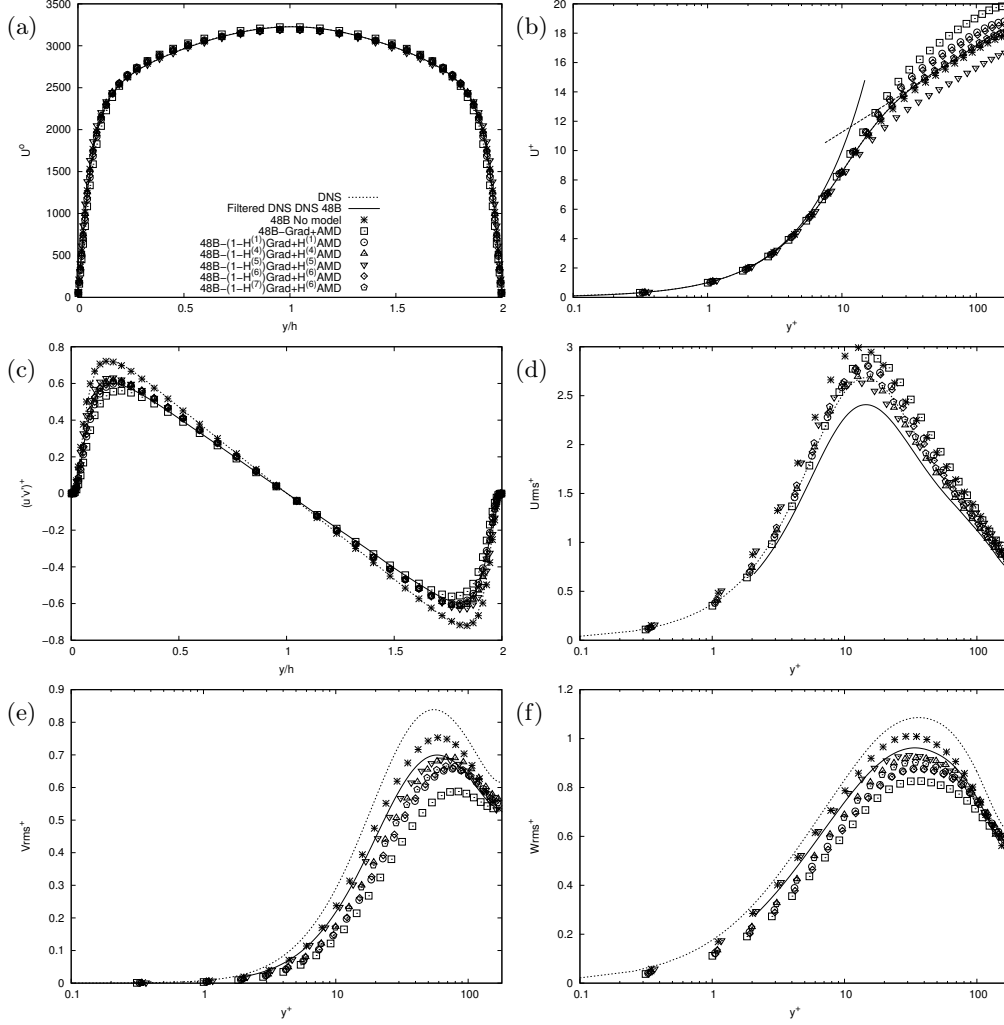 (a)
3500
3000
2500
2000
1500
1000
500
0
U°
0
0.5
1
1.5
2
y/h
DNS
Filtered DNS DNS 48B
48B No model
48B−Grad+AMD
48B−(1−H(1))Grad+H(1)AMD
48B−(1−H(4))Grad+H(4)AMD
48B−(1−H(5))Grad+H(5)AMD
48B−(1−H(6))Grad+H(6)AMD
48B−(1−H(7))Grad+H(6)AMD
(b)
20
18
16
14
12
10
8
6
4
2
0
U+
0.1
1
10
100
y+
(c)
0.8
0.6
0.4
0.2
0
−0.2
−0.4
−0.6
−0.8
(u'v')+
0
0.5
1
1.5
2
y/h
(d)
3
2.5
2
1.5
1
0.5
0
Urms+
0.1
1
10
100
y+
(e)
0.9
0.8
0.7
0.6
0.5
0.4
0.3
0.2
0.1
0
Vrms+
0.1
1
10
100
y+
(f)
1.2
1
0.8
0.6
0.4
0.2
0
Wrms+
0.1
1
10
100
y+